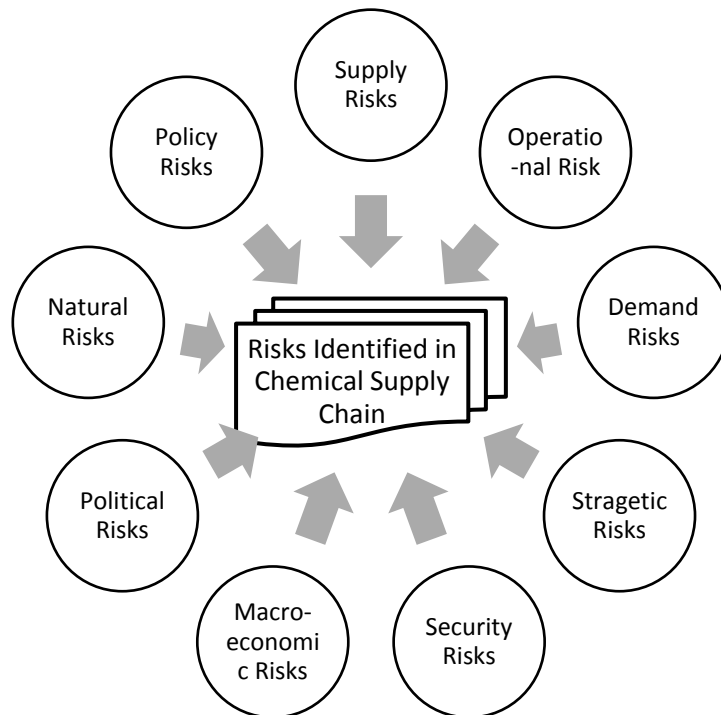 Supply
Risks
Policy
Risks
Operatio
-nal Risk
Natural
Risks
Demand
Risks
Risks Identified in
Chemical Supply
Chain
Political
Risks
Stragetic
Risks
Macro-
economi
c Risks
Security
Risks